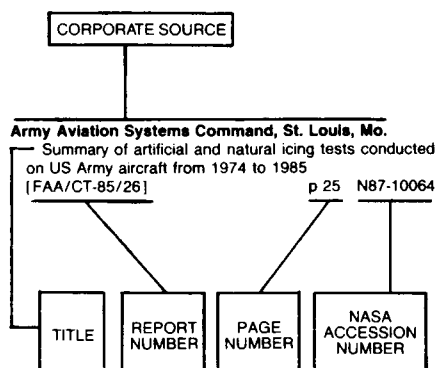 CORPORATE SOURCE
Army Aviation Systems Command, St. Louis, Mo.
Summary of artificial and natural icing tests conducted
on US Army aircraft from 1974 to 1985
[FAA/CT-85/26] p 25 N87-10064
TITLE
REPORT
NUMBER
PAGE
NUMBER
NASA
ACCESSION
NUMBER